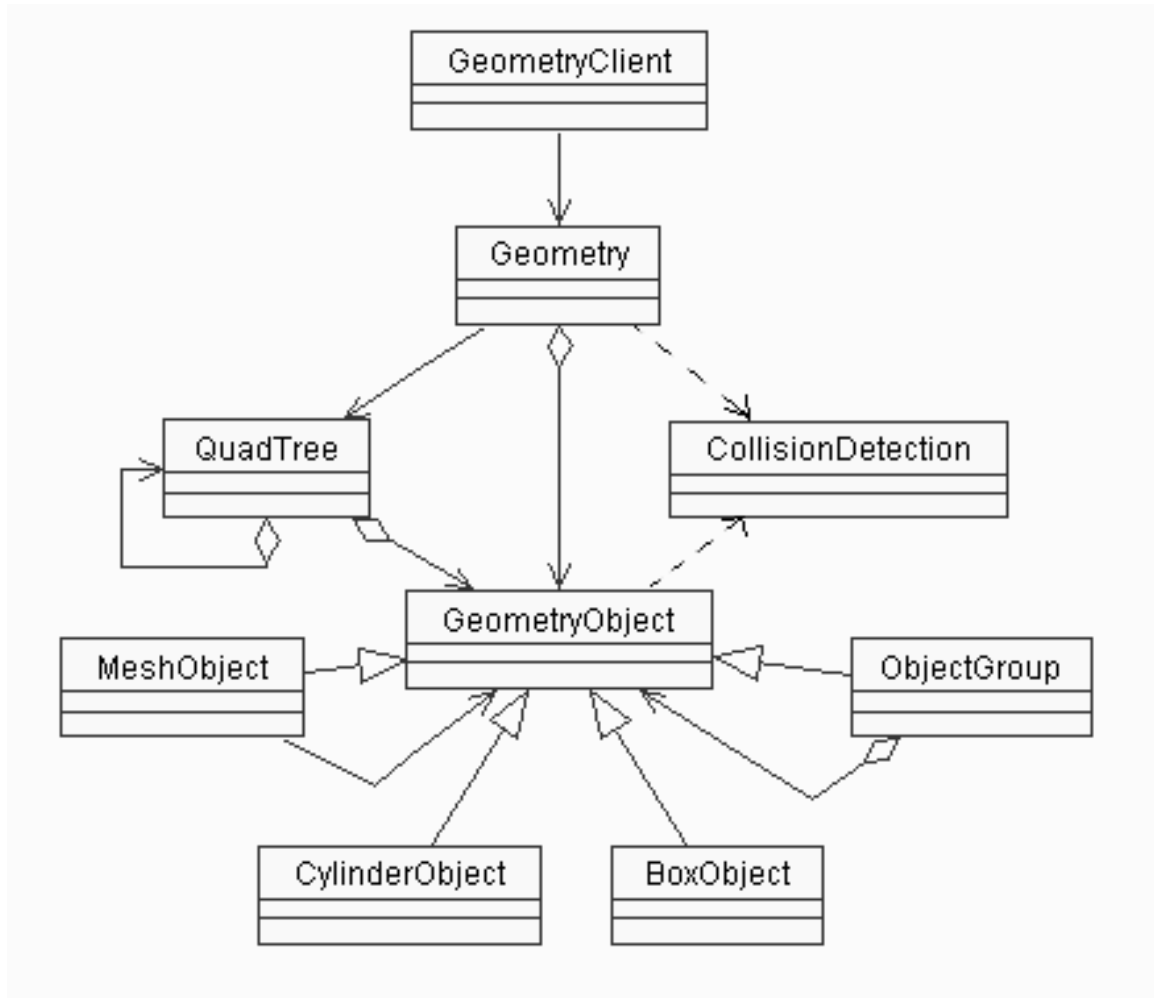 GeometryClient
Geometry
QuadTree
CollisionDetection
GeometryObject
MeshObject
ObjectGroup
CylinderObject
BoxObject